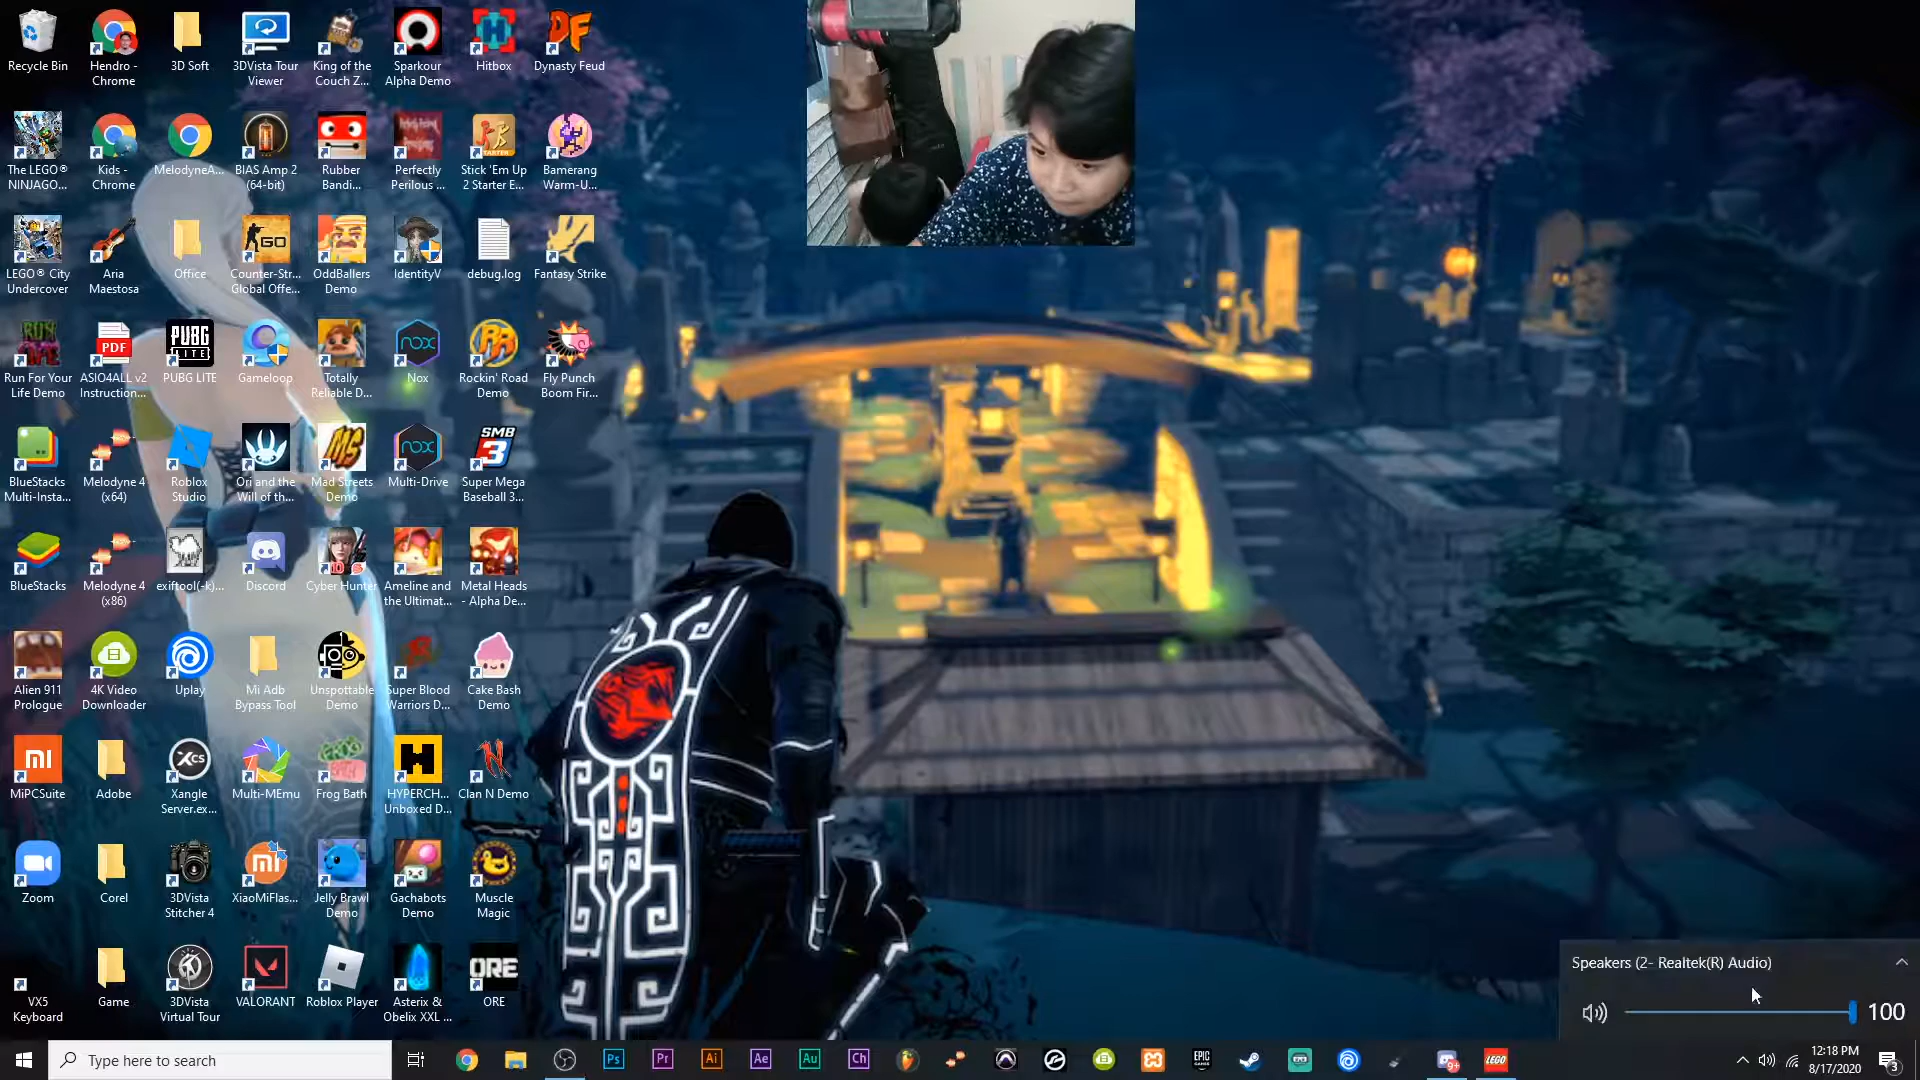 Recycle Bin
Hendro -
Chrome
3D Soft
3DVista Tour
Viewer
King of the
Couch Z...
Sparkour
Alpha Demo
Hitbox
Dynasty Feud
The LEGO®
NINJAGO...
Kids -
Chrome
MelodyneA...
BIAS Amp 2
(64-bit)
Rubber
Bandi...
Perfectly
Perilous ...
Stick 'Em Up
2 Starter E...
Bamerang
Warm-U...
LEGO® City
Undercover
Aria
Maestosa
Office
Counter-Str...
Global Offe...
OddBallers
Demo
IdentityV
debug.log
Fantasy Strike
Run For Your
Life Demo
ASIO4ALL v2
Instruction...
PUBG LITE
Gameloop
Totally
Reliable D...
Nox
Rockin' Road
Demo
Fly Punch
Boom Fir...
BlueStacks
Multi-Insta...
Melodyne 4
(x64)
Roblox
Studio
Ori and the
Will of th...
Mad Streets
Demo
Multi-Drive
Super Mega
Baseball 3...
BlueStacks
Melodyne 4
(x86)
exiftool(-k)...
Discord
Cyber Hunter
Ameline and
the Ultimat...
Metal Heads
- Alpha De...
Alien 911
Prologue
4K Video
Downloader
Uplay
Mi Adb
Bypass Tool
Unspottable
Demo
Super Blood
Warriors D...
Cake Bash
Demo
MiPCSuite
Adobe
Xangle
Server.ex...
Multi-MEmu
Frog Bath
HYPERCH...
Unboxed D...
Clan N Demo
Zoom
Corel
3DVista
Stitcher 4
XiaoMiFlas...
Jelly Brawl
Demo
Gachabots
Demo
Muscle
Magic
VX5
Keyboard
Game
3DVista
Virtual Tour
VALORANT
Roblox Player
Asterix &
Obelix XXL ...
ORE
Speakers (2- Realtek(R) Audio)
100
Type here to search
Ps
Pr
Ai
Ae
Au
Ch
EPIC
9+
LEGO
12:18 PM
8/17/2020
3